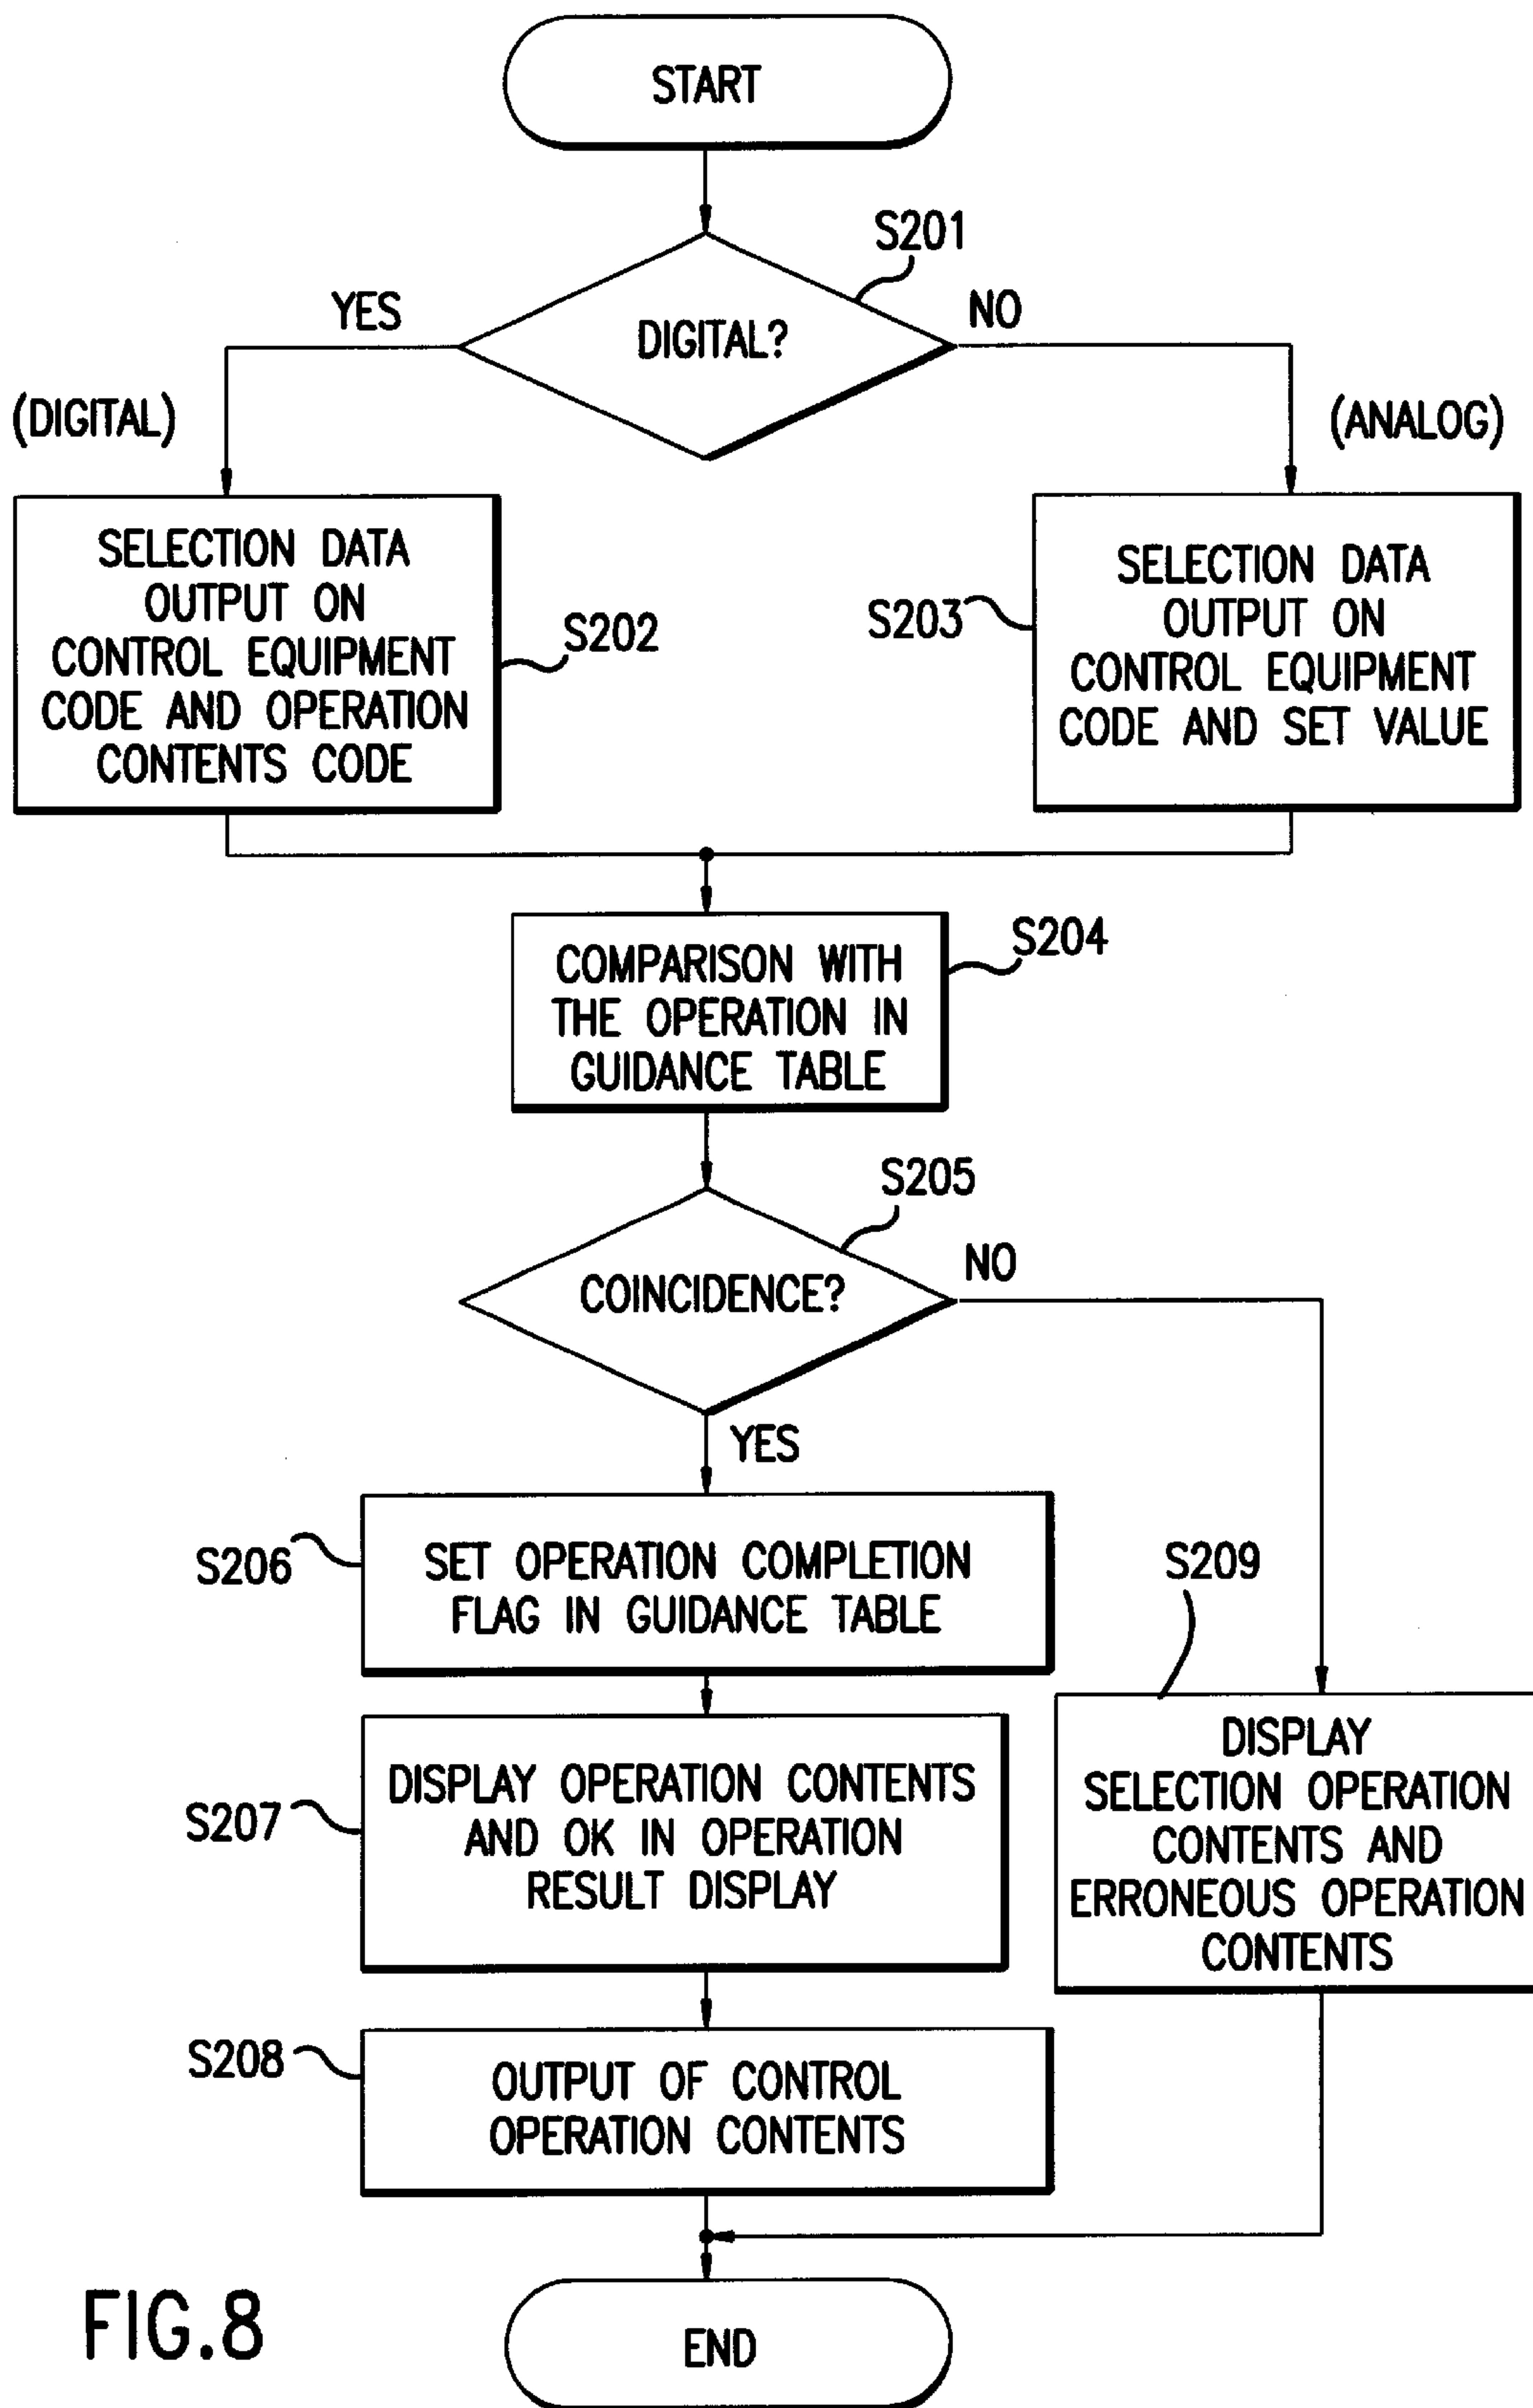 START
S201
YES
NO
DIGITAL?
(DIGITAL)
(ANALOG)
SELECTION DATA
OUTPUT ON
CONTROL EQUIPMENT
CODE AND OPERATION
CONTENTS CODE
S202
S203
SELECTION DATA
OUTPUT ON
CONTROL EQUIPMENT
CODE AND SET VALUE
COMPARISON WITH
THE OPERATION IN
GUIDANCE TABLE
S204
S205
COINCIDENCE?
NO
YES
S206
SET OPERATION COMPLETION
FLAG IN GUIDANCE TABLE
S209
S207
DISPLAY OPERATION CONTENTS
AND OK IN OPERATION
RESULT DISPLAY
DISPLAY
SELECTION OPERATION
CONTENTS AND
ERRONEOUS OPERATION
CONTENTS
S208
OUTPUT OF CONTROL
OPERATION CONTENTS
END
FIG.8